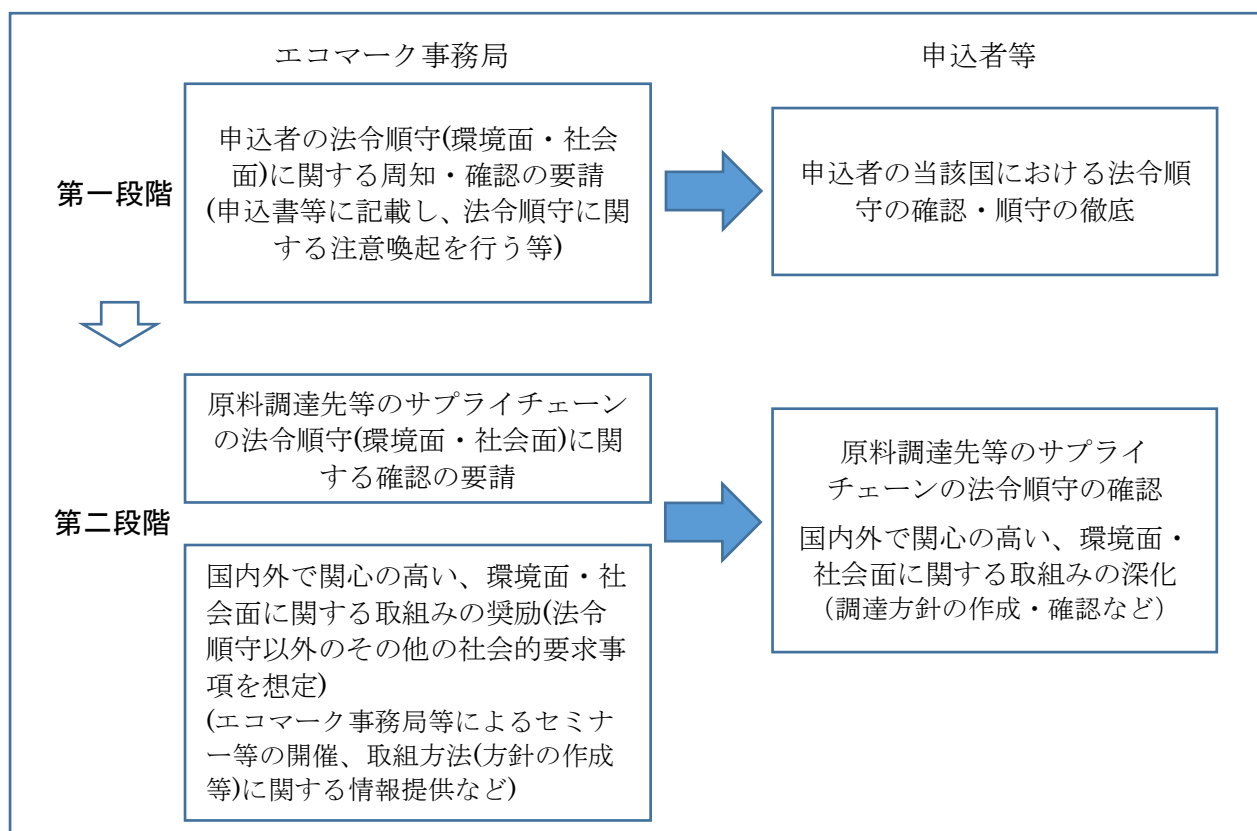 エコマーク事務局
申込者等
第一段階
申込者の法令順守(環境面・社会
面)に関する周知・確認の要請
(申込書等に記載し、法令順守に関
する注意喚起を行う等)
申込者の当該国における法令順
守の確認・順守の徹底
第二段階
原料調達先等のサプライチェーン
の法令順守(環境面・社会面)に関
する確認の要請
国内外で関心の高い、環境面・社
会面に関する取組みの奨励(法令
順守以外のその他の社会的要求事
項を想定)
(エコマーク事務局等によるセミナ
ー等の開催、取組方法(方針の作成
等)に関する情報提供など)
原料調達先等のサプライ
チェーンの法令順守の確認
国内外で関心の高い、環境面・
社会面に関する取組みの深化
（調達方針の作成・確認など）